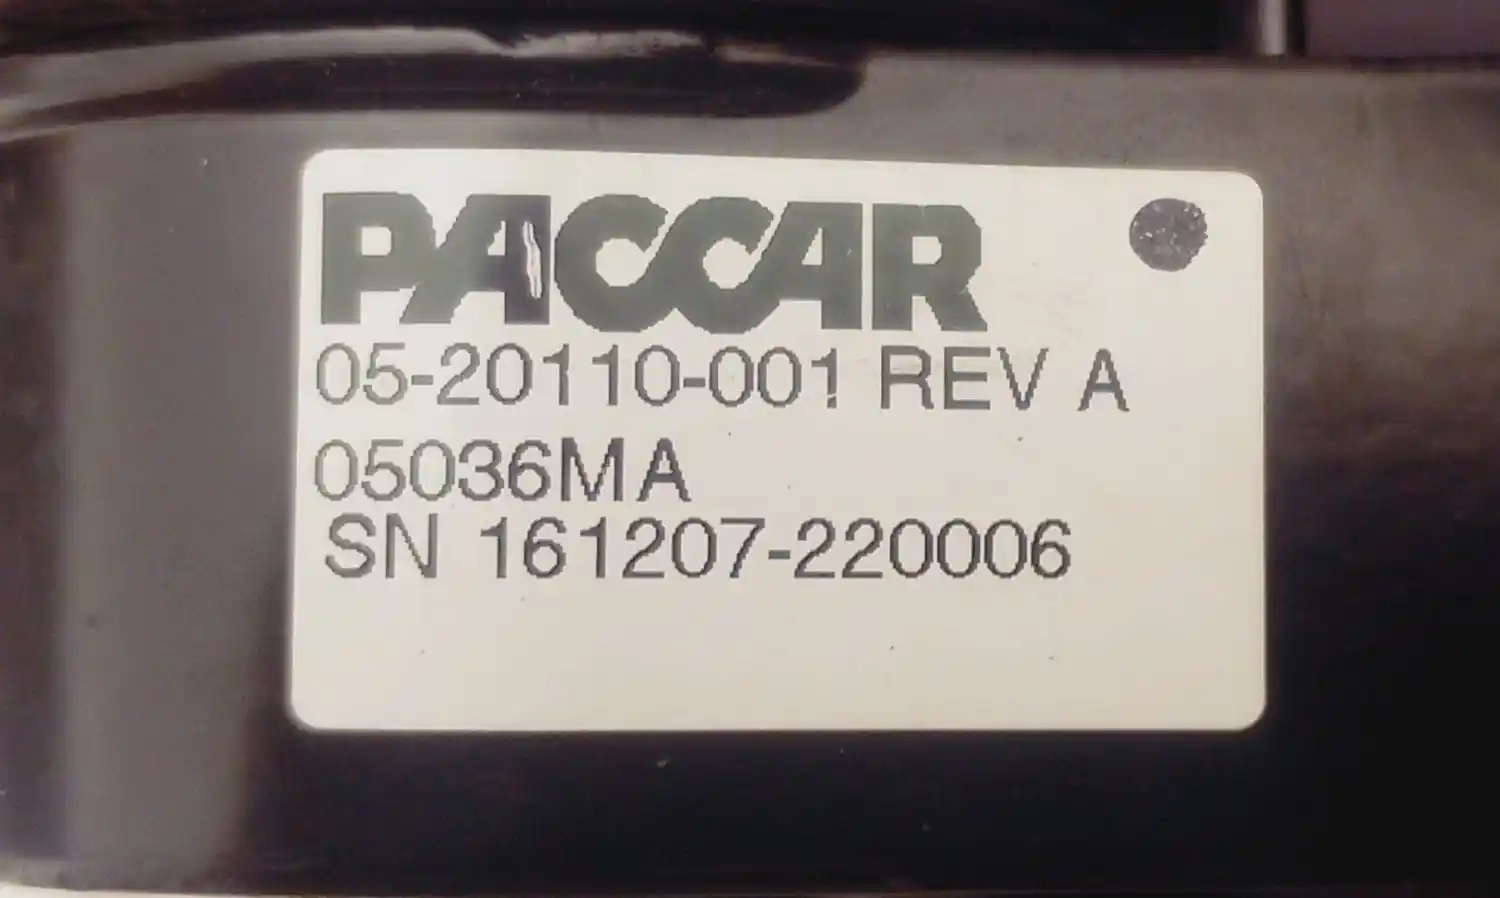 PACCAR
05-20110-001 REV A
05036MA
SN 161207-220006